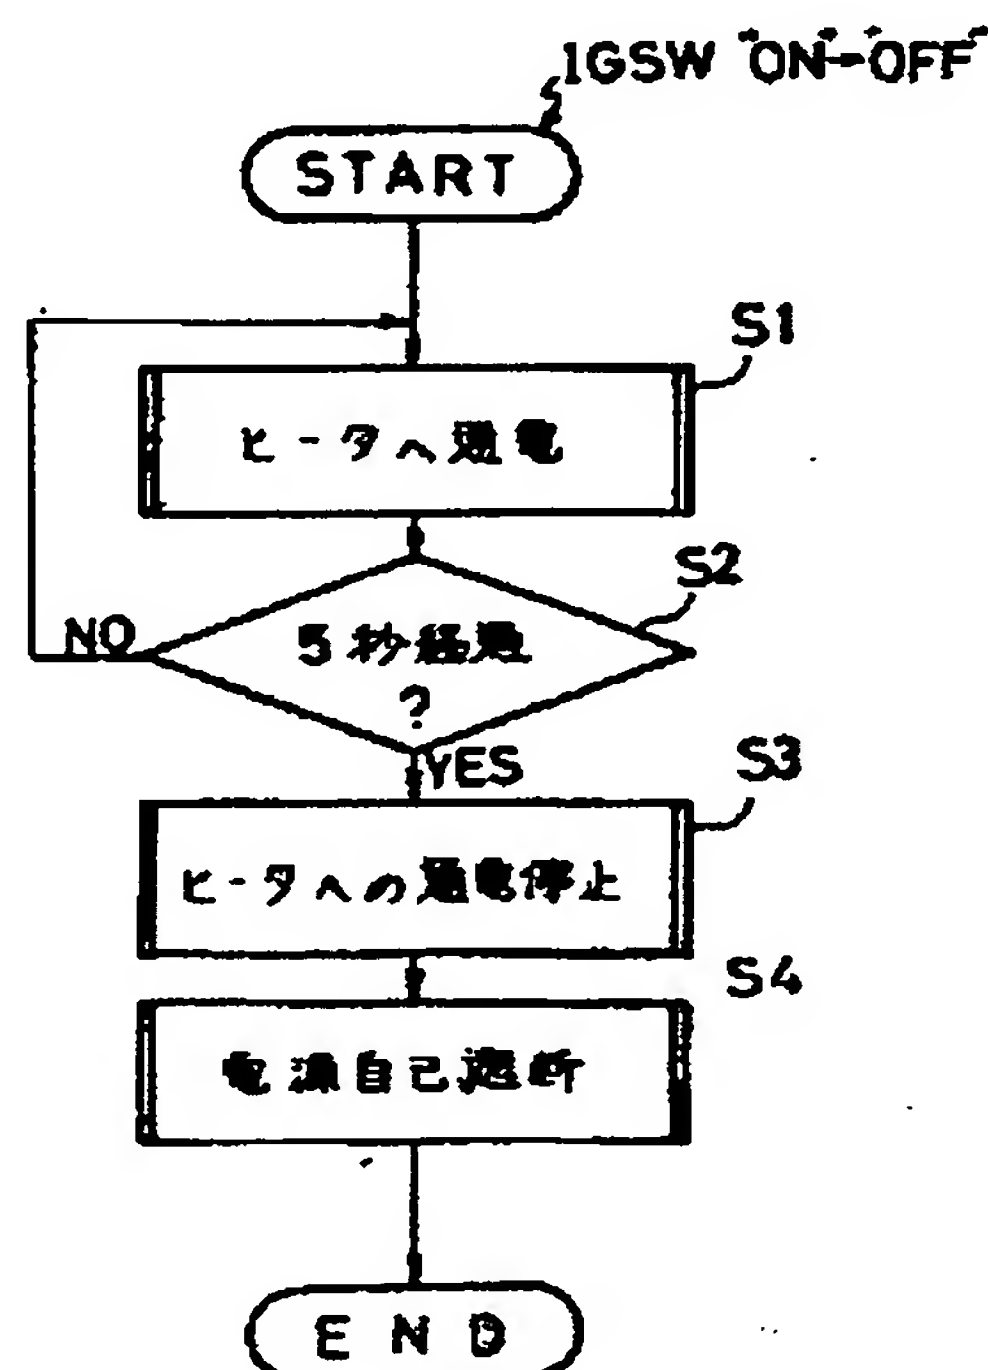 IGSW "ON"→"OFF"
START
S1
ヒータへ通電
S2
NO
5秒経過
?
YES
S3
ヒータへの通電停止
S4
電源自己遮断
END